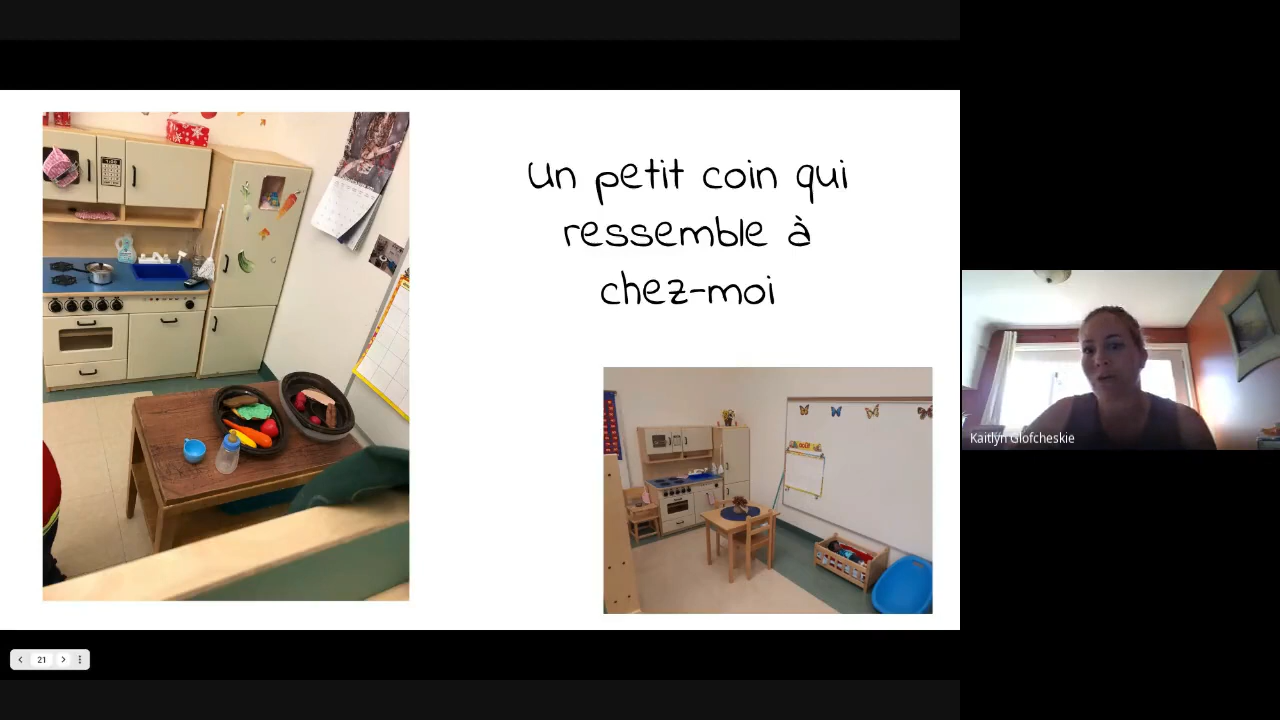 Un petit coin qui
ressemble à
chez-moi
Kaitlyn Glofcheskie
21